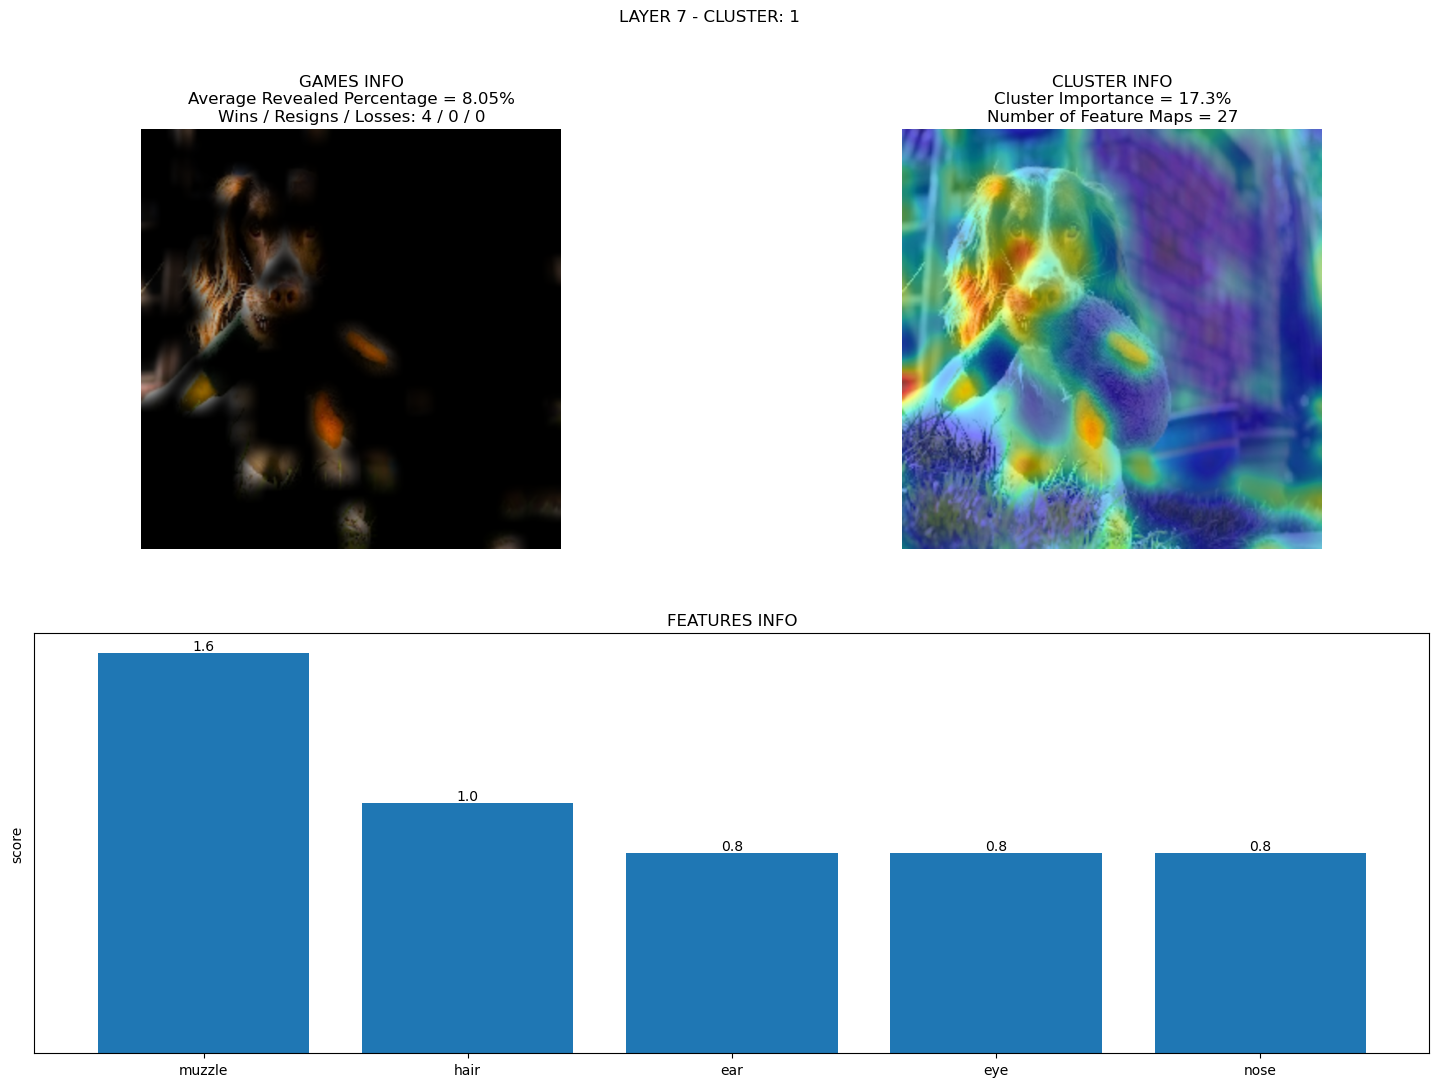 LAYER 7 - CLUSTER: 1
GAMES INFO
Average Revealed Percentage = 8.05%
Wins / Resigns / Losses: 4 / 0 / 0
CLUSTER INFO
Cluster Importance = 17.3%
Number of Feature Maps = 27
FEATURES INFO
score
1.6
1.0
0.8
0.8
0.8
muzzle
hair
ear
eye
nose